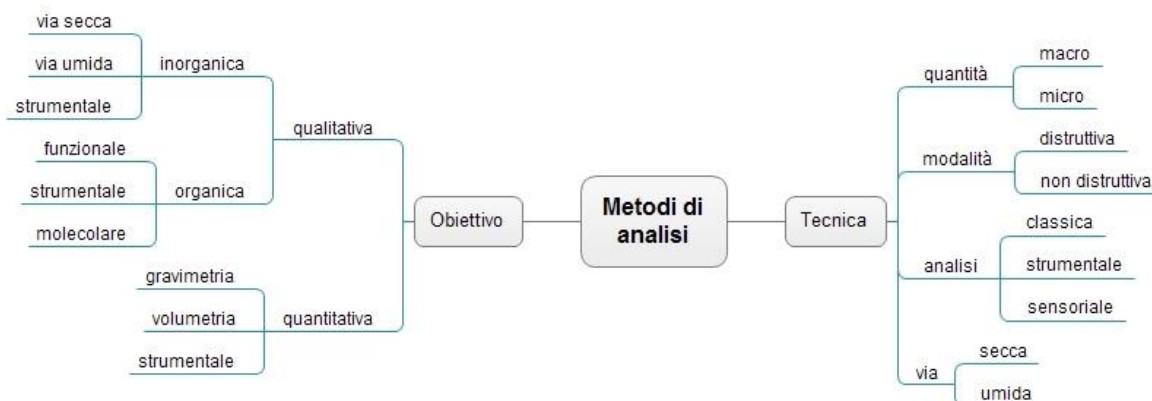 via secca
via umida
strumentale
inorganica
funzionale
strumentale
molecolare
organica
qualitativa
gravimetria
volumetria
strumentale
quantitativa
Obiettivo
Metodi di
analisi
Tecnica
quantità
macro
micro
modalità
distruttiva
non distruttiva
analisi
classica
strumentale
sensoriale
via
secca
umida